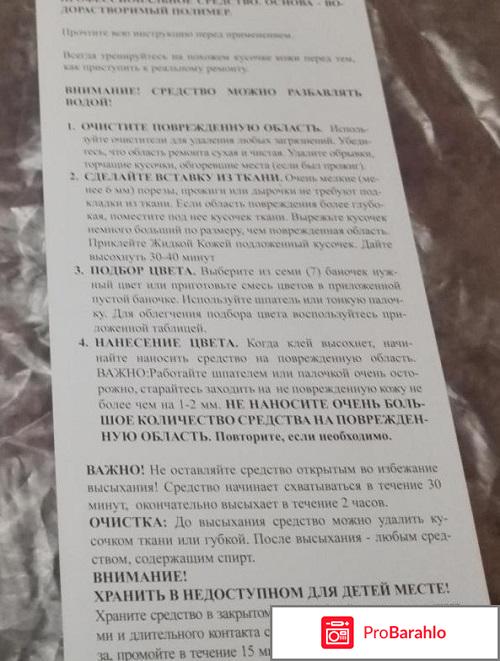 ПРОФЕССИОНАЛЬНОЕ СРЕДСТВО. ОСНОВА - ВО-
ДОРАСТВОРИМЫЙ ПОЛИМЕР.
Прочтите всю инструкцию перед применением.
Всегда тренируйтесь на похожем кусочке кожи перед тем,
как приступить к реальному ремонту.
ВНИМАНИЕ! СРЕДСТВО МОЖНО РАЗБАВЛЯТЬ
ВОДОЙ!
1. ОЧИСТИТЕ ПОВРЕЖДЕННУЮ ОБЛАСТЬ. Исполь-
зуйте очистители для удаления любых загрязнений. Убеди-
тесь, что область ремонта сухая и чистая. Удалите обрывки,
торчащие кусочки, обгоревшие места (если был прожиг).
2. СДЕЛАЙТЕ ВСТАВКУ ИЗ ТКАНИ. Очень мелкие (ме-
нее 6 мм) порезы, прожиги или дырочки не требуют под-
кладки из ткани. Если область повреждения более глубо-
кая, поместите под нее кусочек ткани. Вырежьте кусочек
немного больший по размеру, чем поврежденная область.
Приклейте Жидкой Кожей подложенный кусочек. Дайте
высохнуть 30-40 минут
3. ПОДБОР ЦВЕТА. Выберите из семи (7) баночек нуж-
ный цвет или приготовьте смесь цветов в приложенной
пустой баночке. Используйте шпатель или тонкую палоч-
ку. Для облегчения подбора цвета воспользуйтесь при-
ложенной таблицей.
4. НАНЕСЕНИЕ ЦВЕТА. Когда клей высохнет, начи-
найте наносить средство на поврежденную область.
ВАЖНО:Работайте шпателем или палочкой очень осто-
рожно, старайтесь заходить на не поврежденную кожу не
более чем на 1-2 мм. НЕ НАНОСИТЕ ОЧЕНЬ БОЛЬ-
ШОЕ КОЛИЧЕСТВО СРЕДСТВА НА ПОВРЕЖДЕН-
НУЮ ОБЛАСТЬ. Повторите, если необходимо.
ВАЖНО! Не оставляйте средство открытым во избежание
высыхания! Средство начинает схватываться в течение 30
минут, окончательно высыхает в течение 2 часов.
ОЧИСТКА: До высыхания средство можно удалить ку-
сочком ткани или губкой. После высыхания - любым сред-
ством, содержащим спирт.
ВНИМАНИЕ!
ХРАНИТЬ В НЕДОСТУПНОМ ДЛЯ ДЕТЕЙ МЕСТЕ!
Храните средство в закрытом
ми и длительного контакта с
за, промойте в течение 15 ми
ProBarahlo